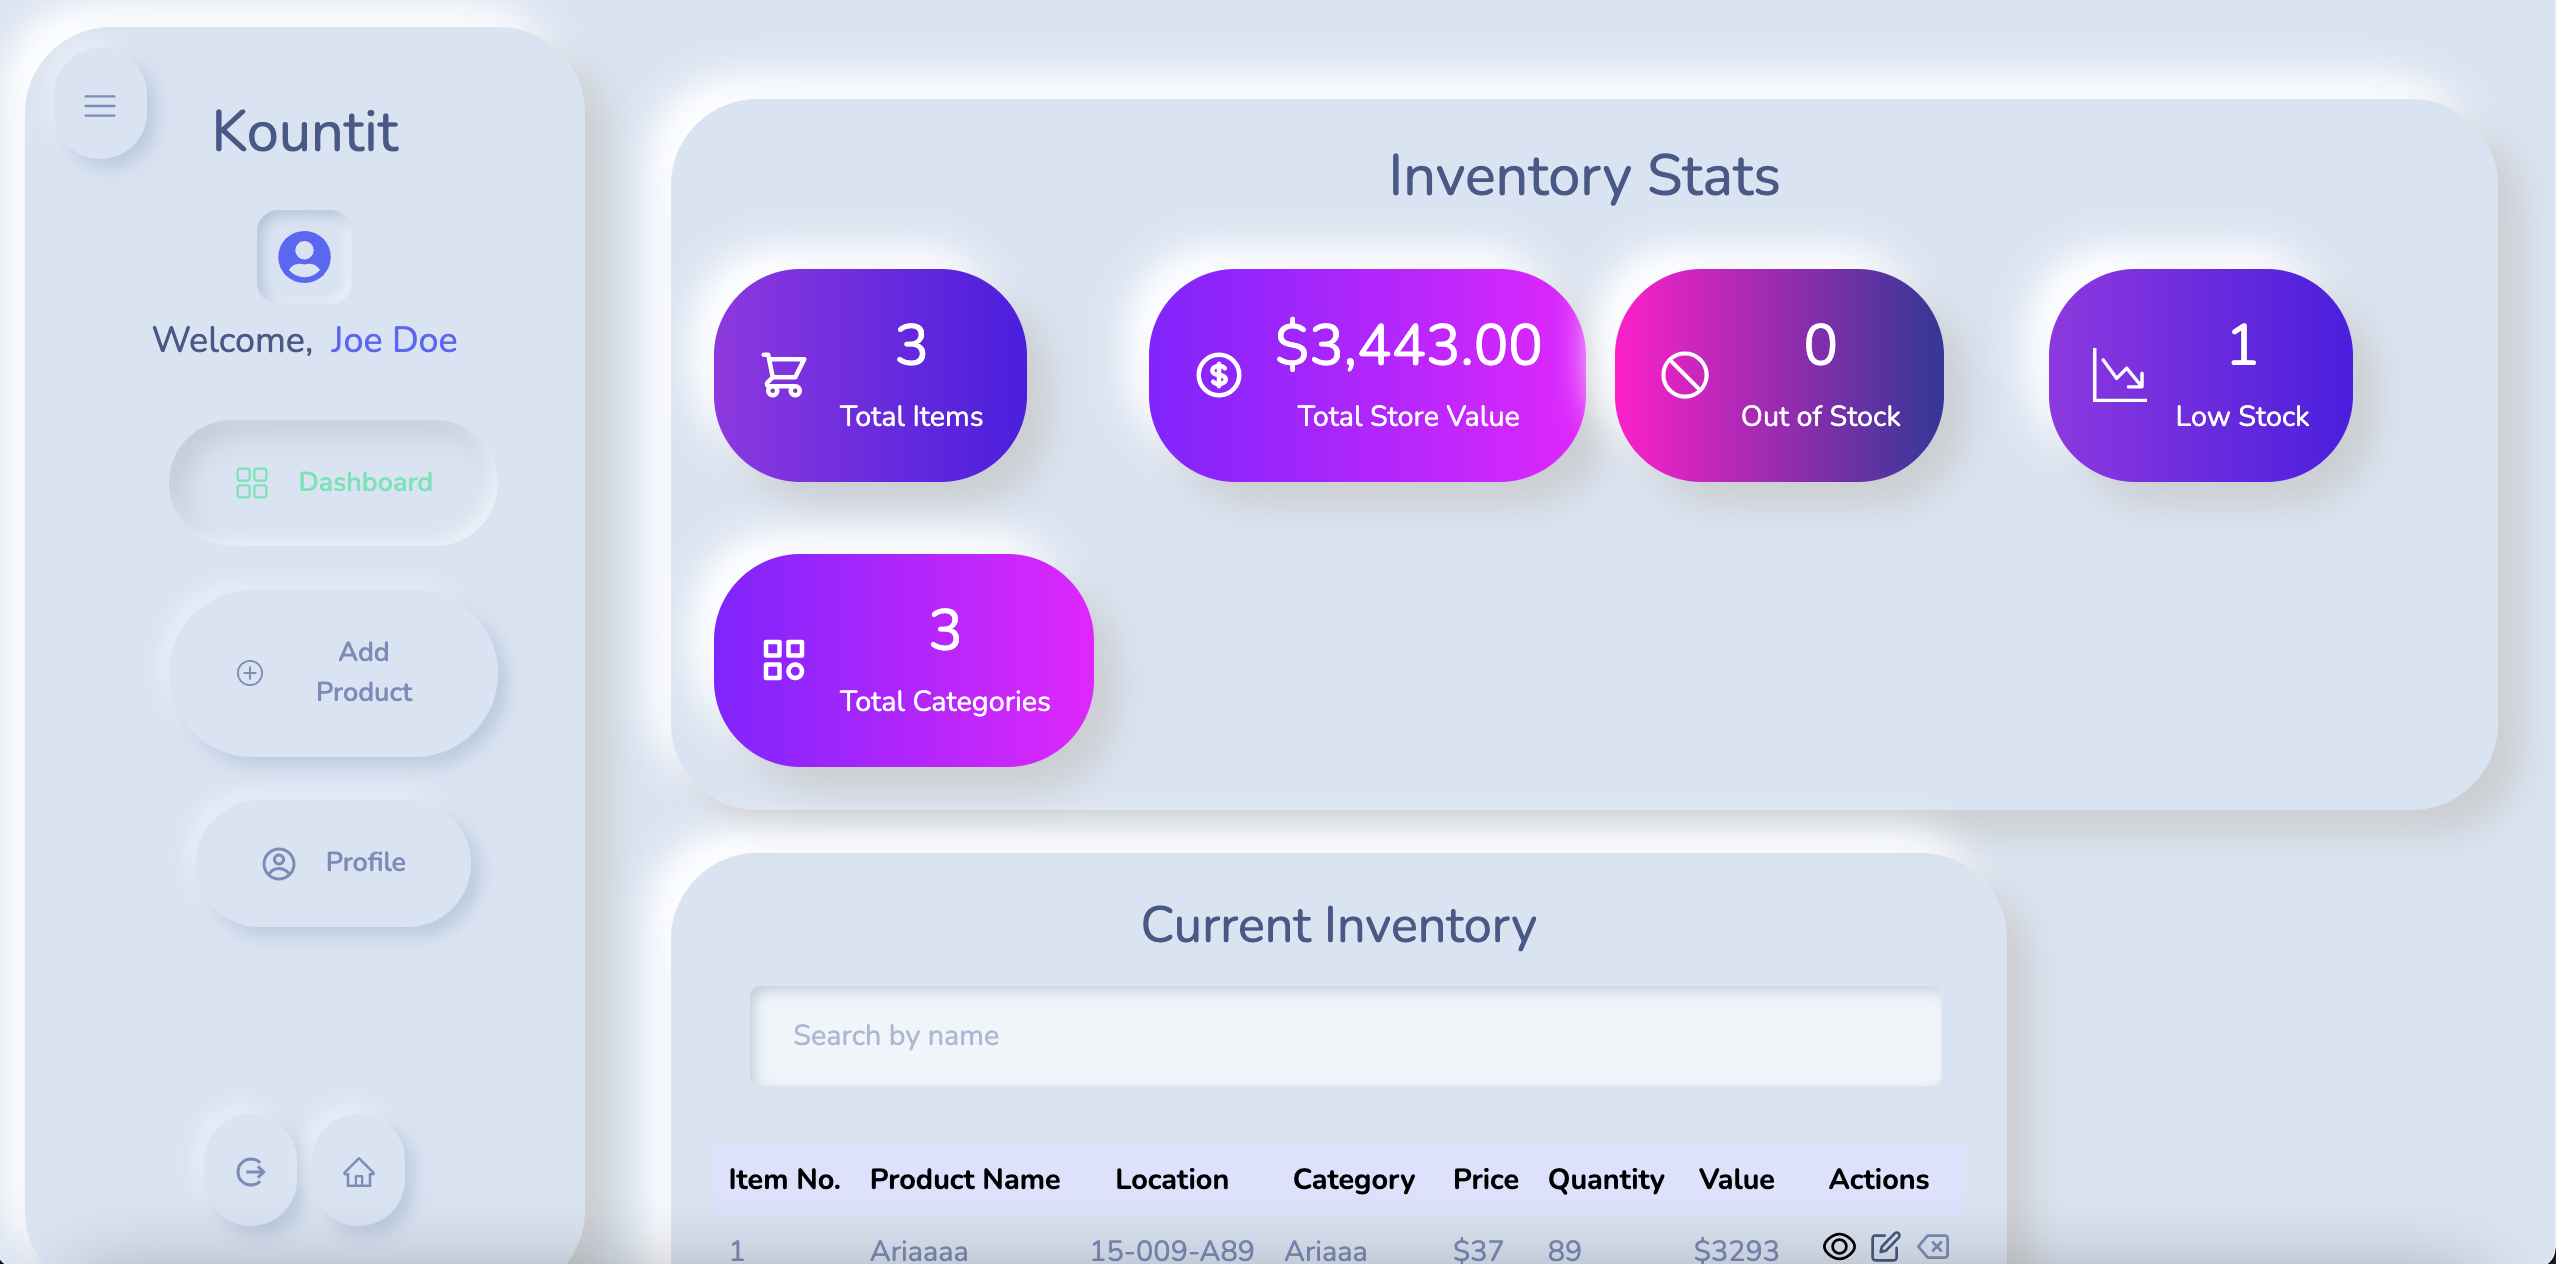 Kountit
Welcome, Joe Doe
Dashboard
Add
Product
Profile
Inventory Stats
3
Total Items
$3,443.00
Total Store Value
0
Out of Stock
1
Low Stock
3
Total Categories
Current Inventory
Search by name
Item No. Product Name Location Category Price Quantity Value Actions
1 Ariaaaa 15-009-A89 Ariaaa $37 89 $3293